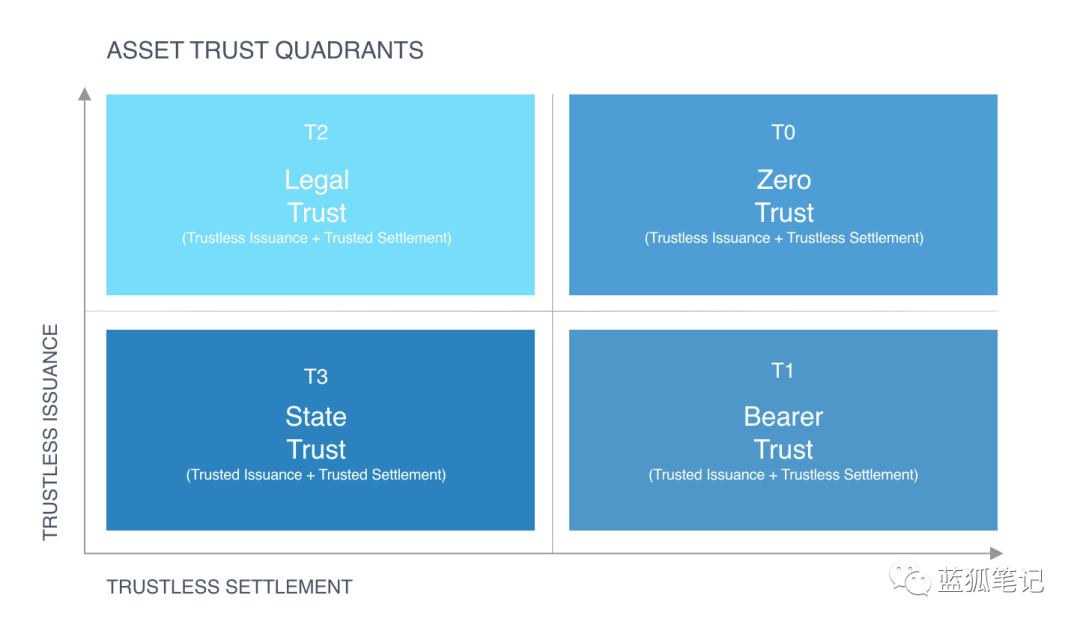 ASSET TRUST QUADRANTS
T2
Legal
Trust
(Trustless Issuance + Trusted Settlement)
T0
Zero
Trust
(Trustless Issuance + Trustless Settlement)
T3
State
Trust
(Trusted Issuance + Trusted Settlement)
T1
Bearer
Trust
(Trusted Issuance + Trustless Settlement)
TRUSTLESS ISSUANCE
TRUSTLESS SETTLEMENT
蓝狐笔记